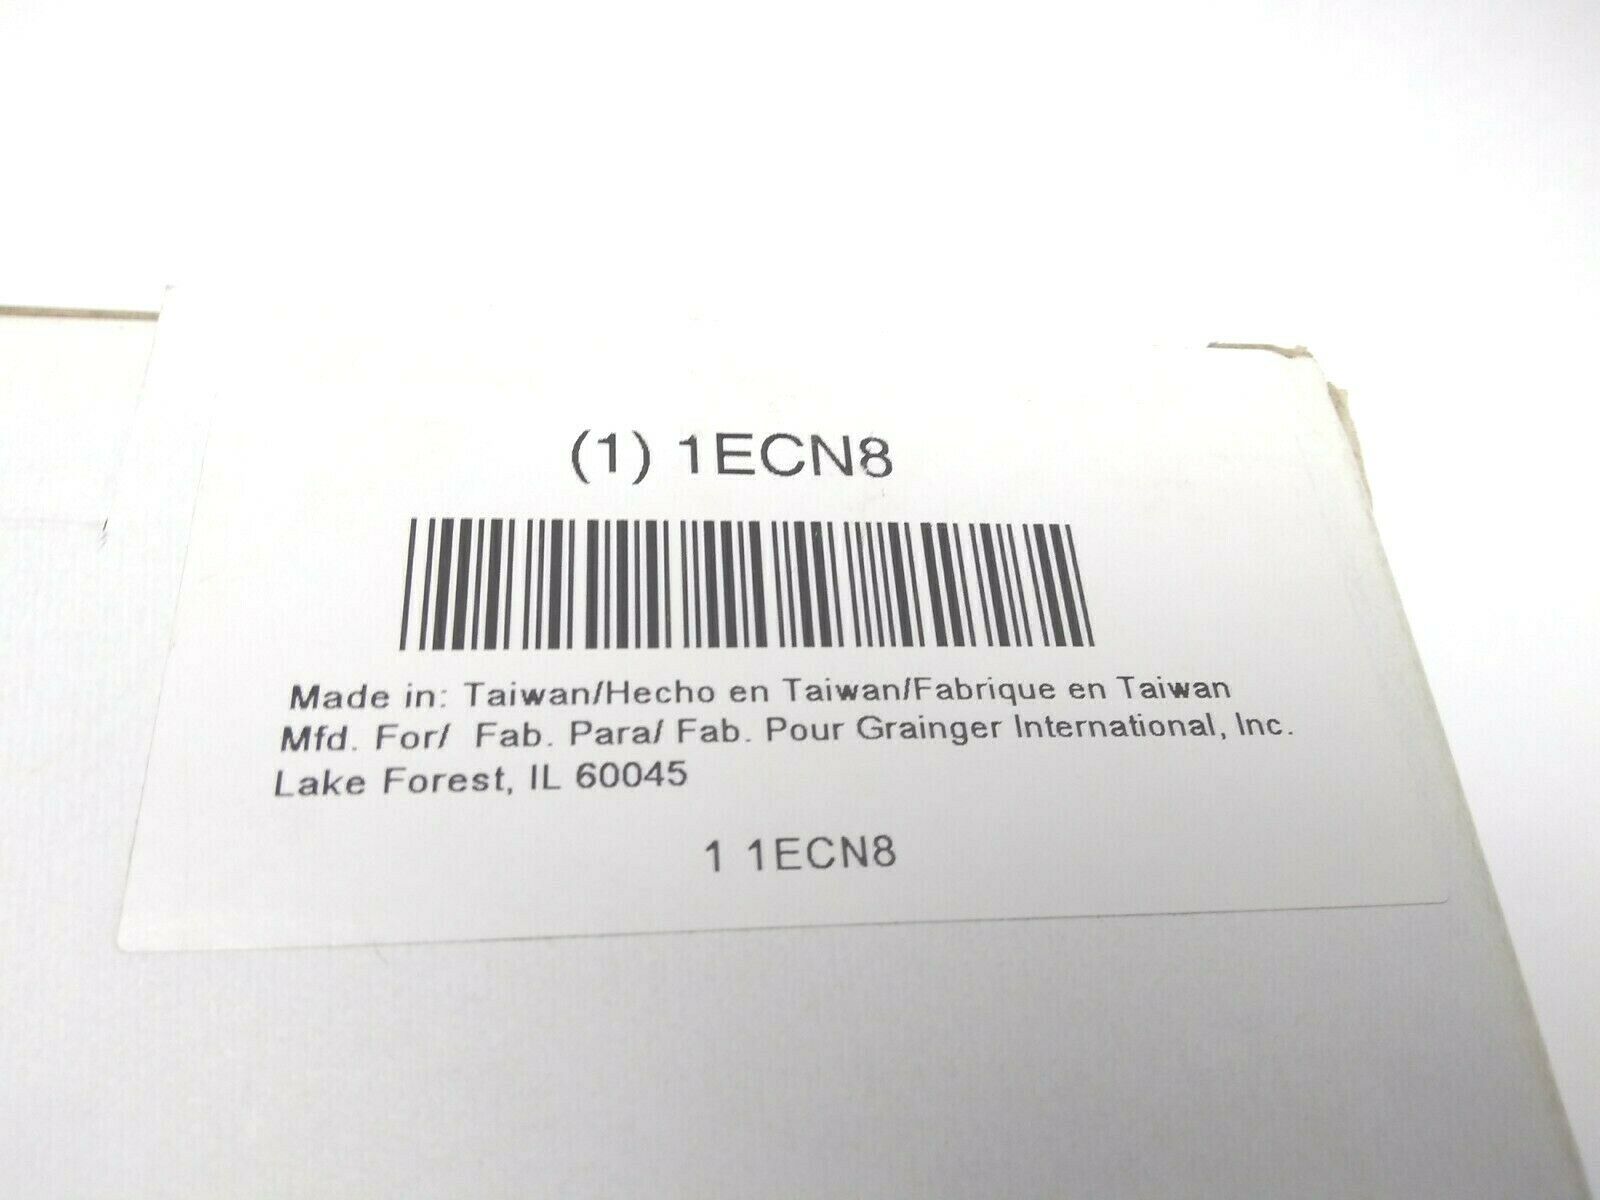 (1) 1ECN8
Made in: Taiwan/Hecho en Taiwan/Fabrique en Taiwan
Mfd. For/ Fab. Para/ Fab. Pour Grainger International, Inc.
Lake Forest, IL 60045
1 1ECN8